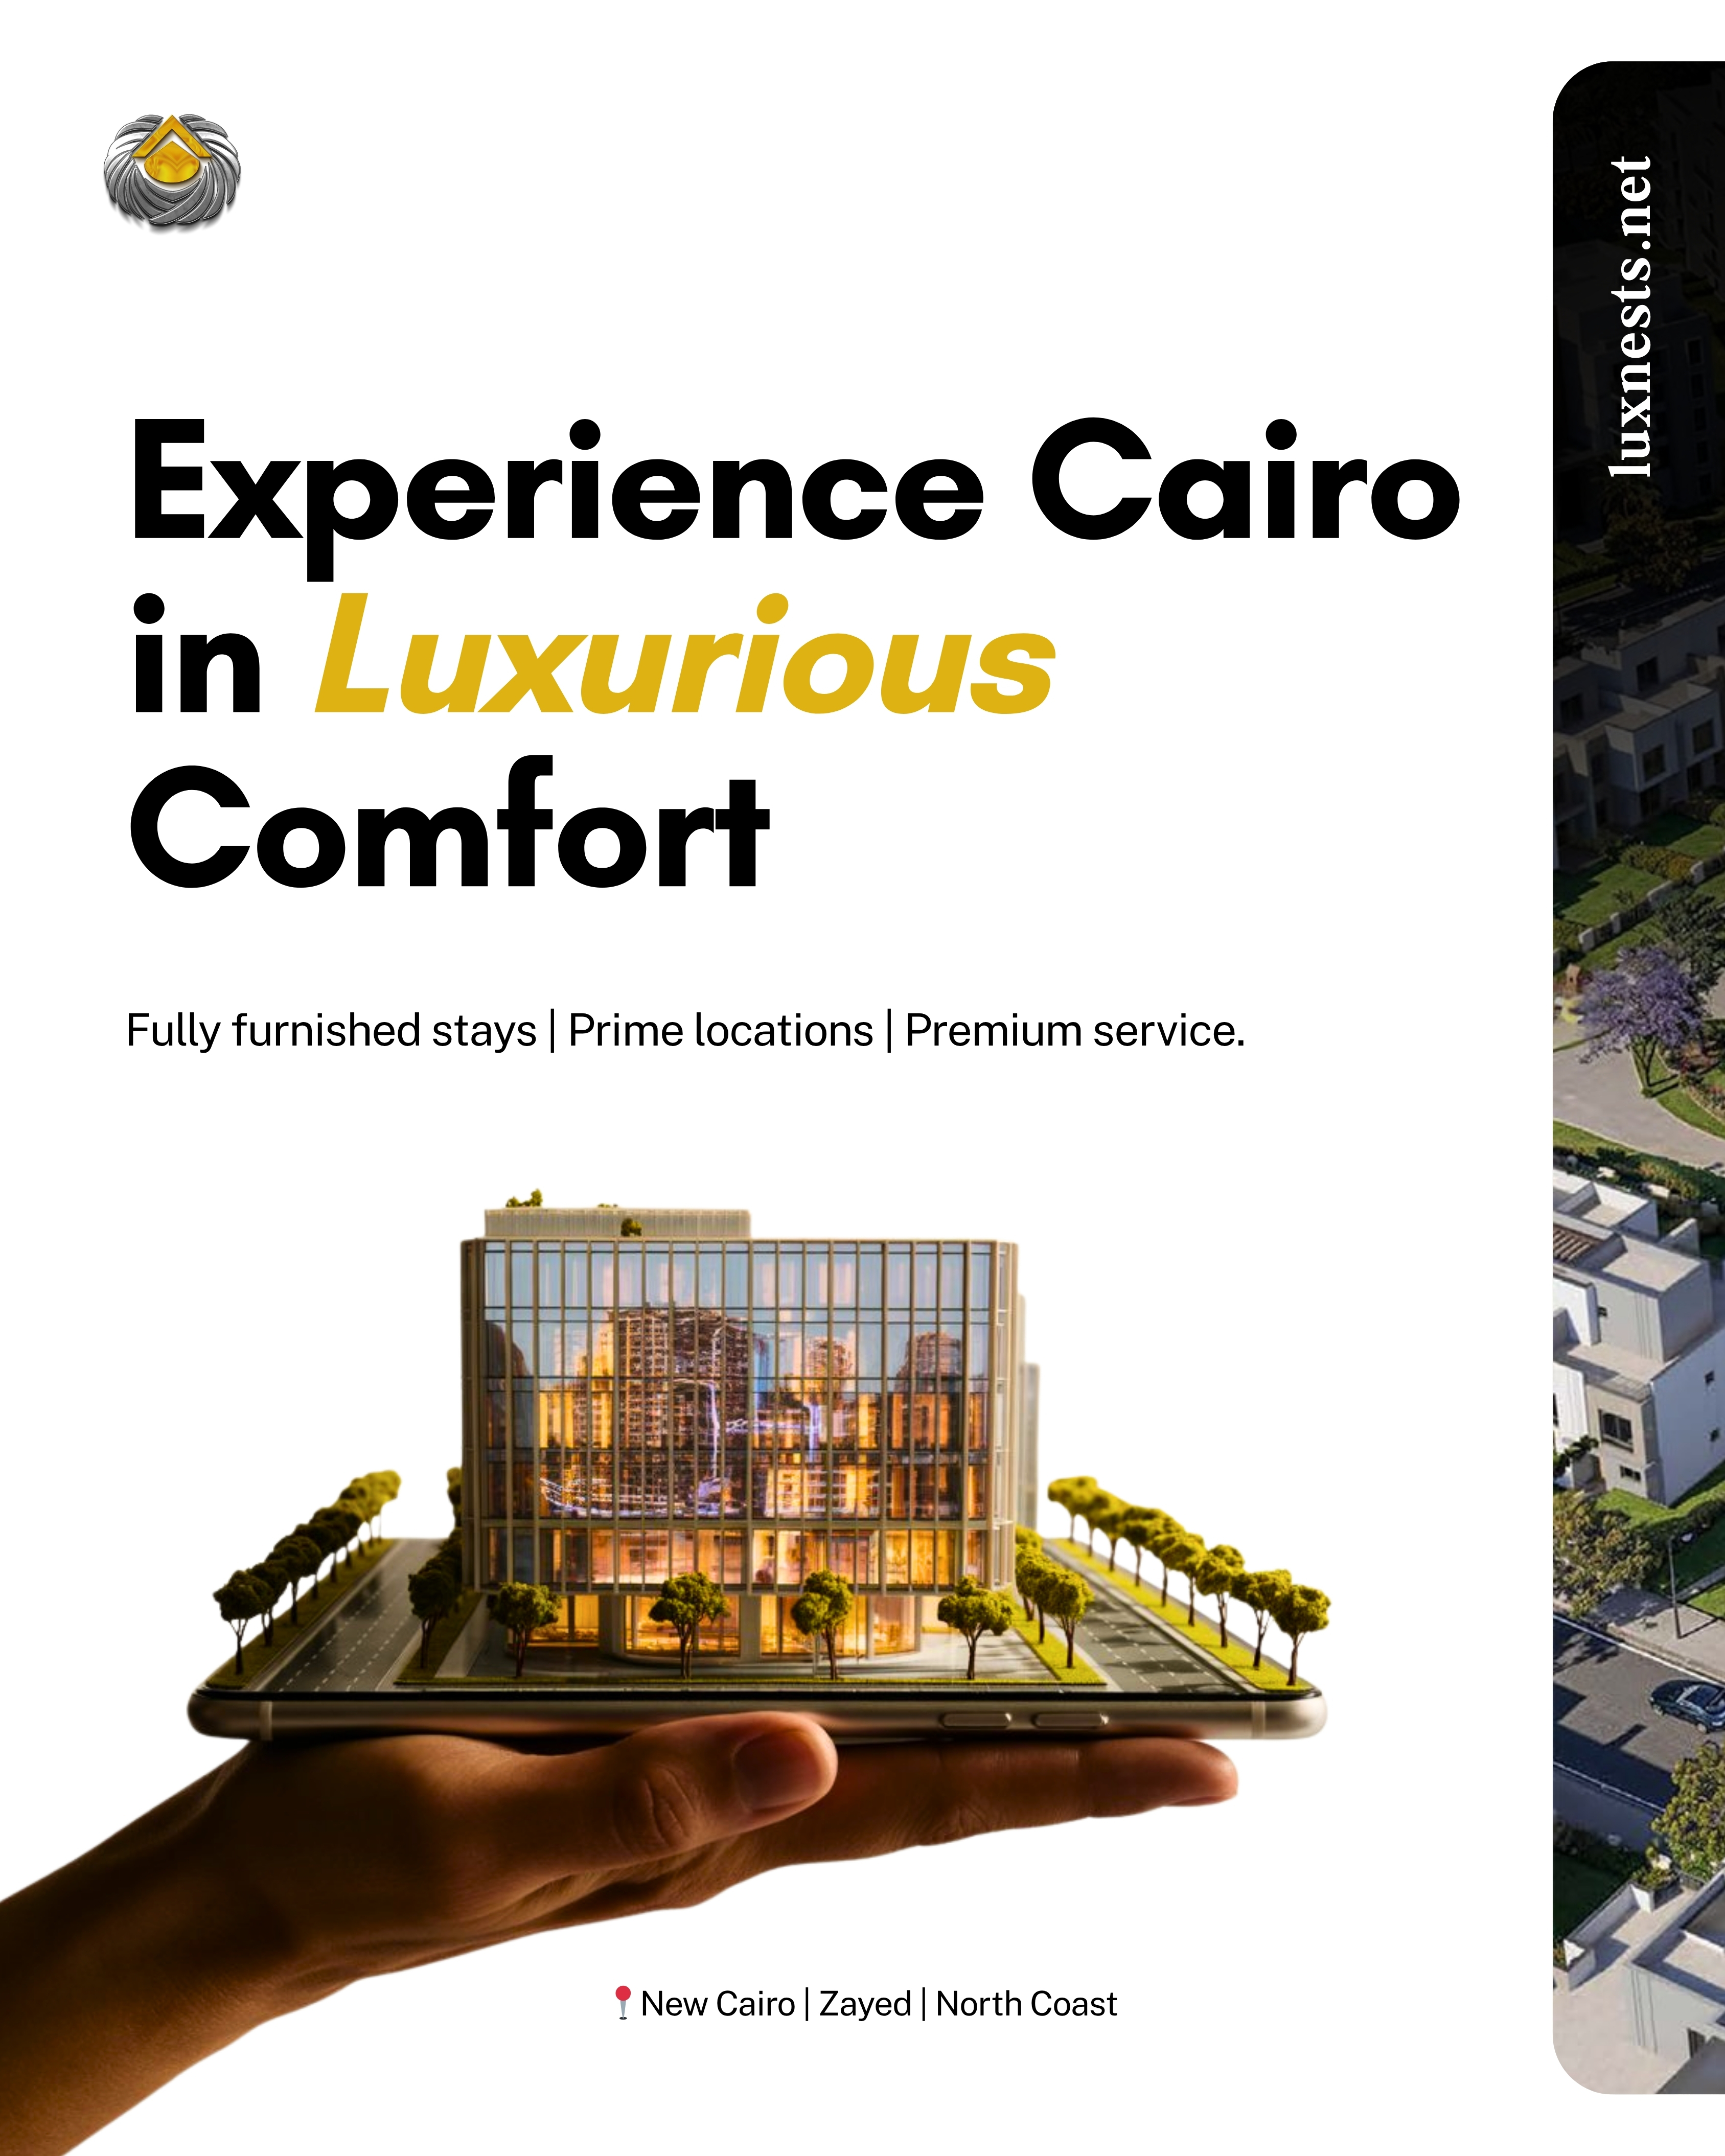 luxnests.net
Experience Cairo
in Luxurious
Comfort
Fully furnished stays | Prime locations | Premium service.
📍New Cairo | Zayed | North Coast